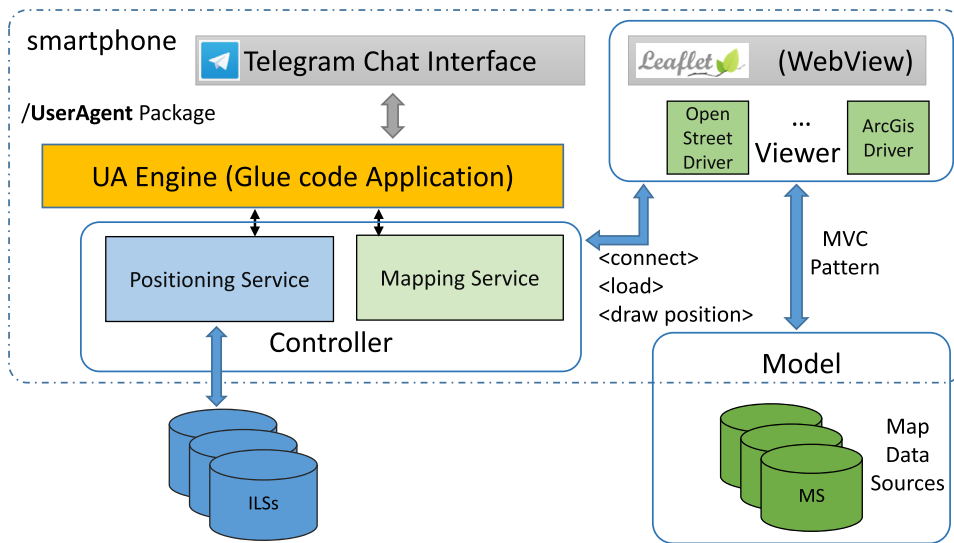 smartphone
Telegram Chat Interface
/UserAgent Package
UA Engine (Glue code Application)
Positioning Service
Mapping Service
Controller
Leaflet
(WebView)
Open
Street
Driver
...
ArcGis
Driver
Viewer
<connect>
<load>
<draw position>
MVC
Pattern
Model
ILSs
MS
Map
Data
Sources